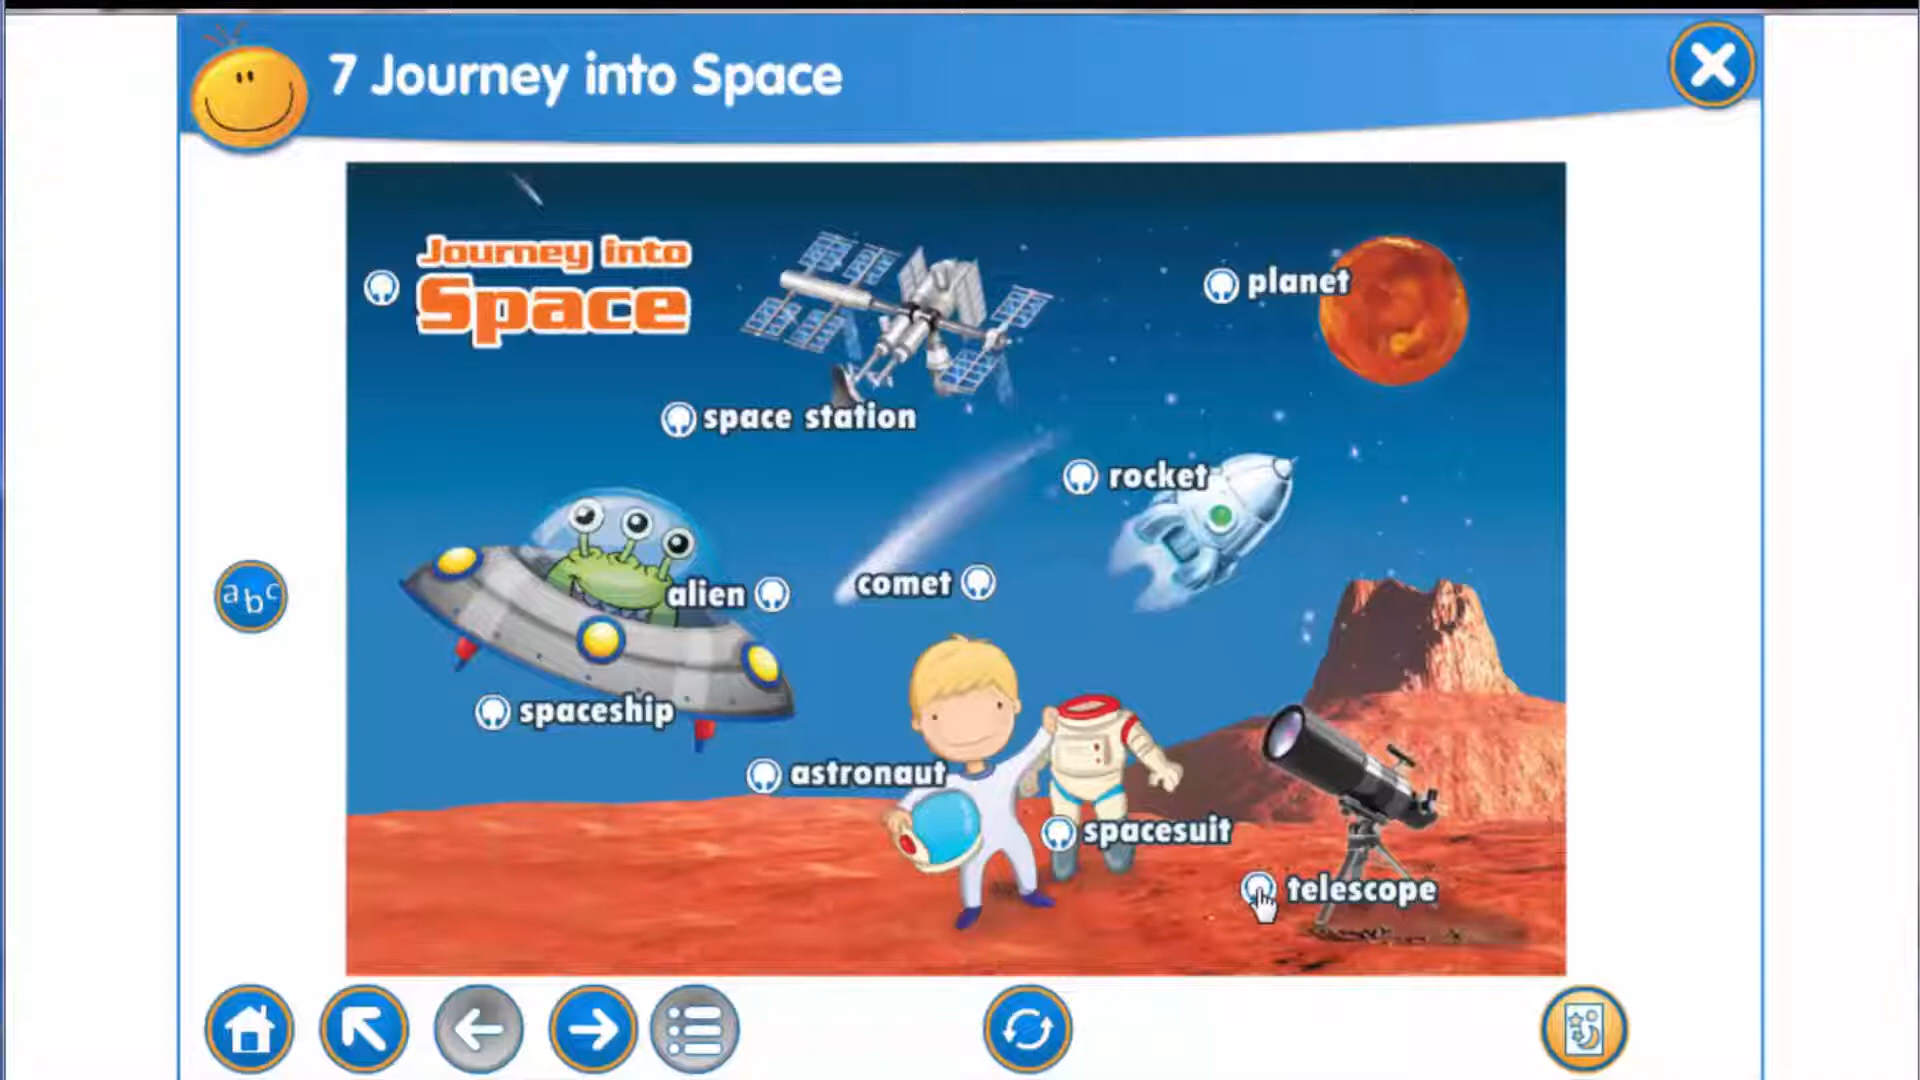 7 Journey into Space
Journey into
Space
planet
space station
rocket
alien
comet
spaceship
astronaut
spacesuit
telescope
abc